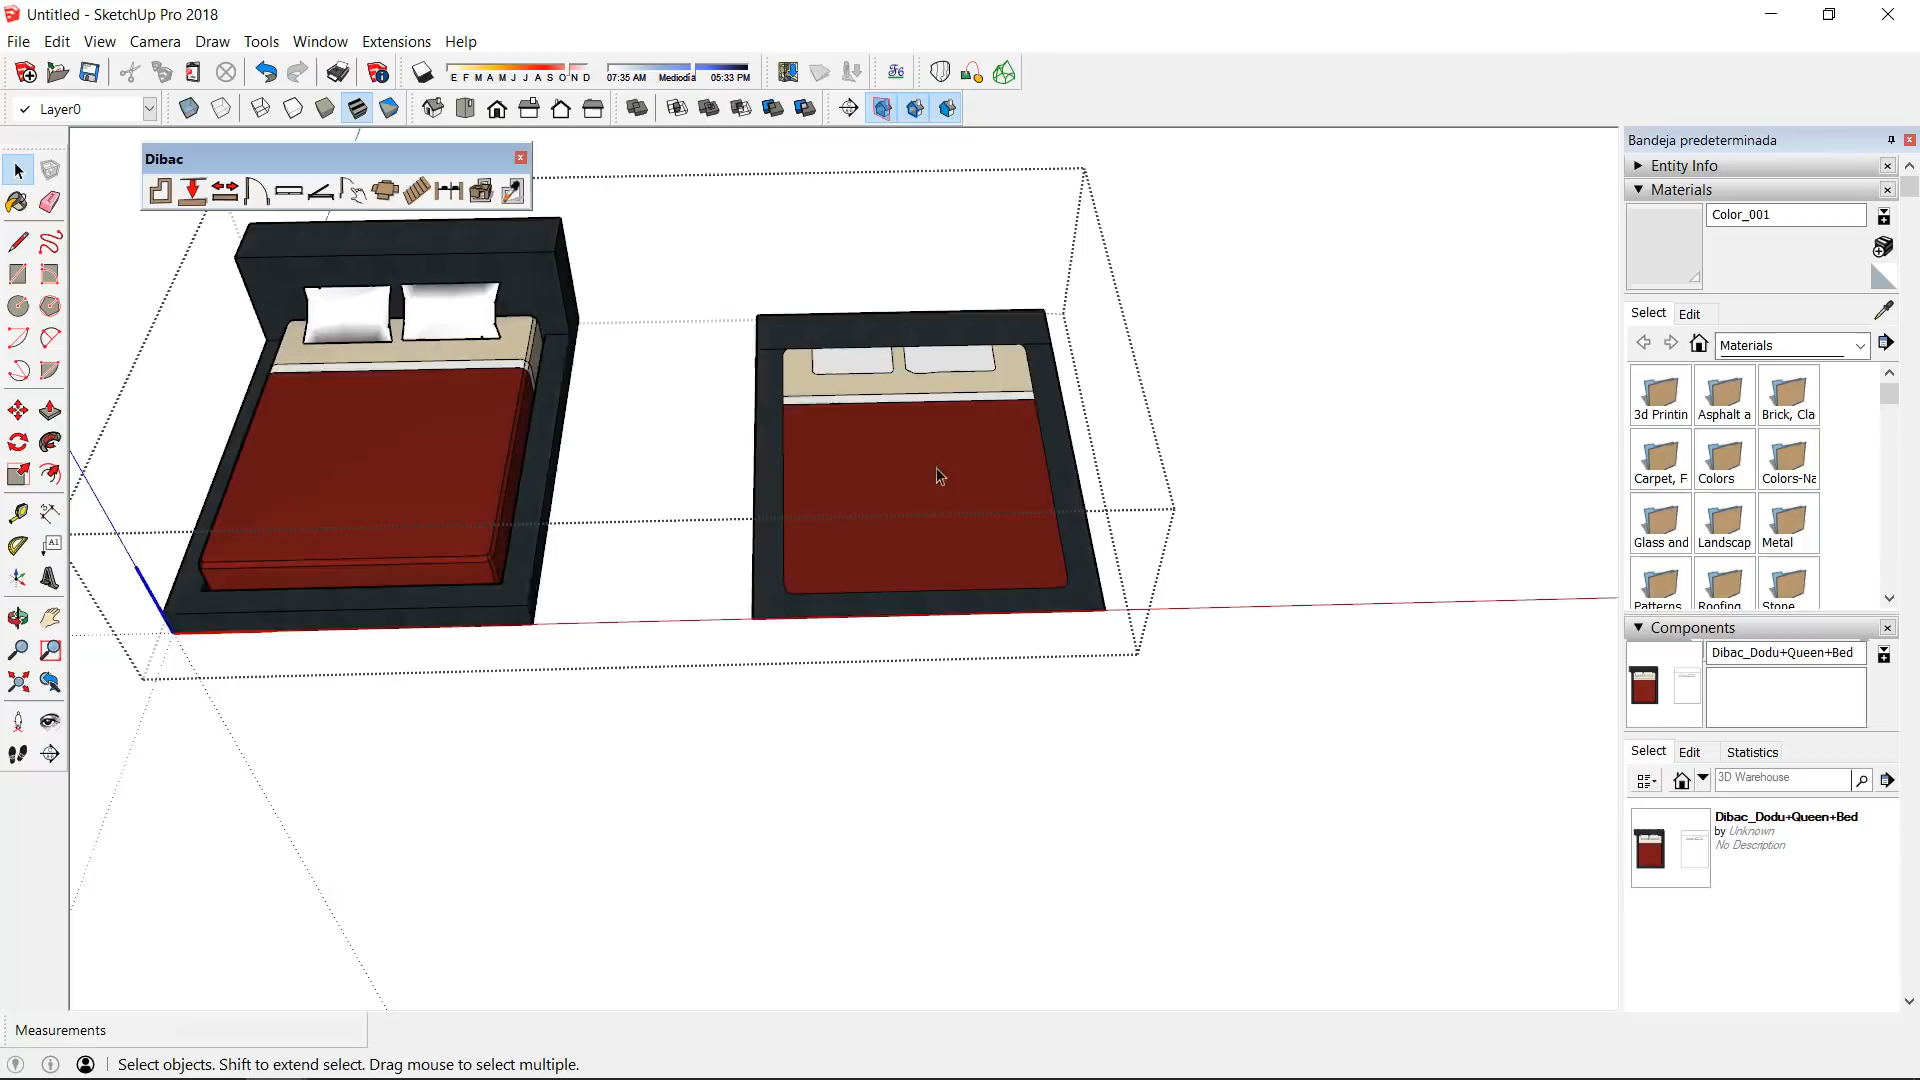 Untitled - SketchUp Pro 2018
File Edit View Camera Draw Tools Window Extensions Help
E F M A M J J A S O N D
07:35 AM Mediodía 05:33 PM
Layer0
Dibac
Bandeja predeterminada
Entity Info
Materials
Color_001
Select Edit
Materials
3d Printin Asphalt a Brick, Cla
Carpet, F Colors Colors-Na
Glass and Landscap Metal
Patterns Roofing Stone
Components
Dibac_Dodu+Queen+Bed
Select Edit Statistics
3D Warehouse
Dibac_Dodu+Queen+Bed
by Unknown
No Description
A1
Measurements
Select objects. Shift to extend select. Drag mouse to select multiple.